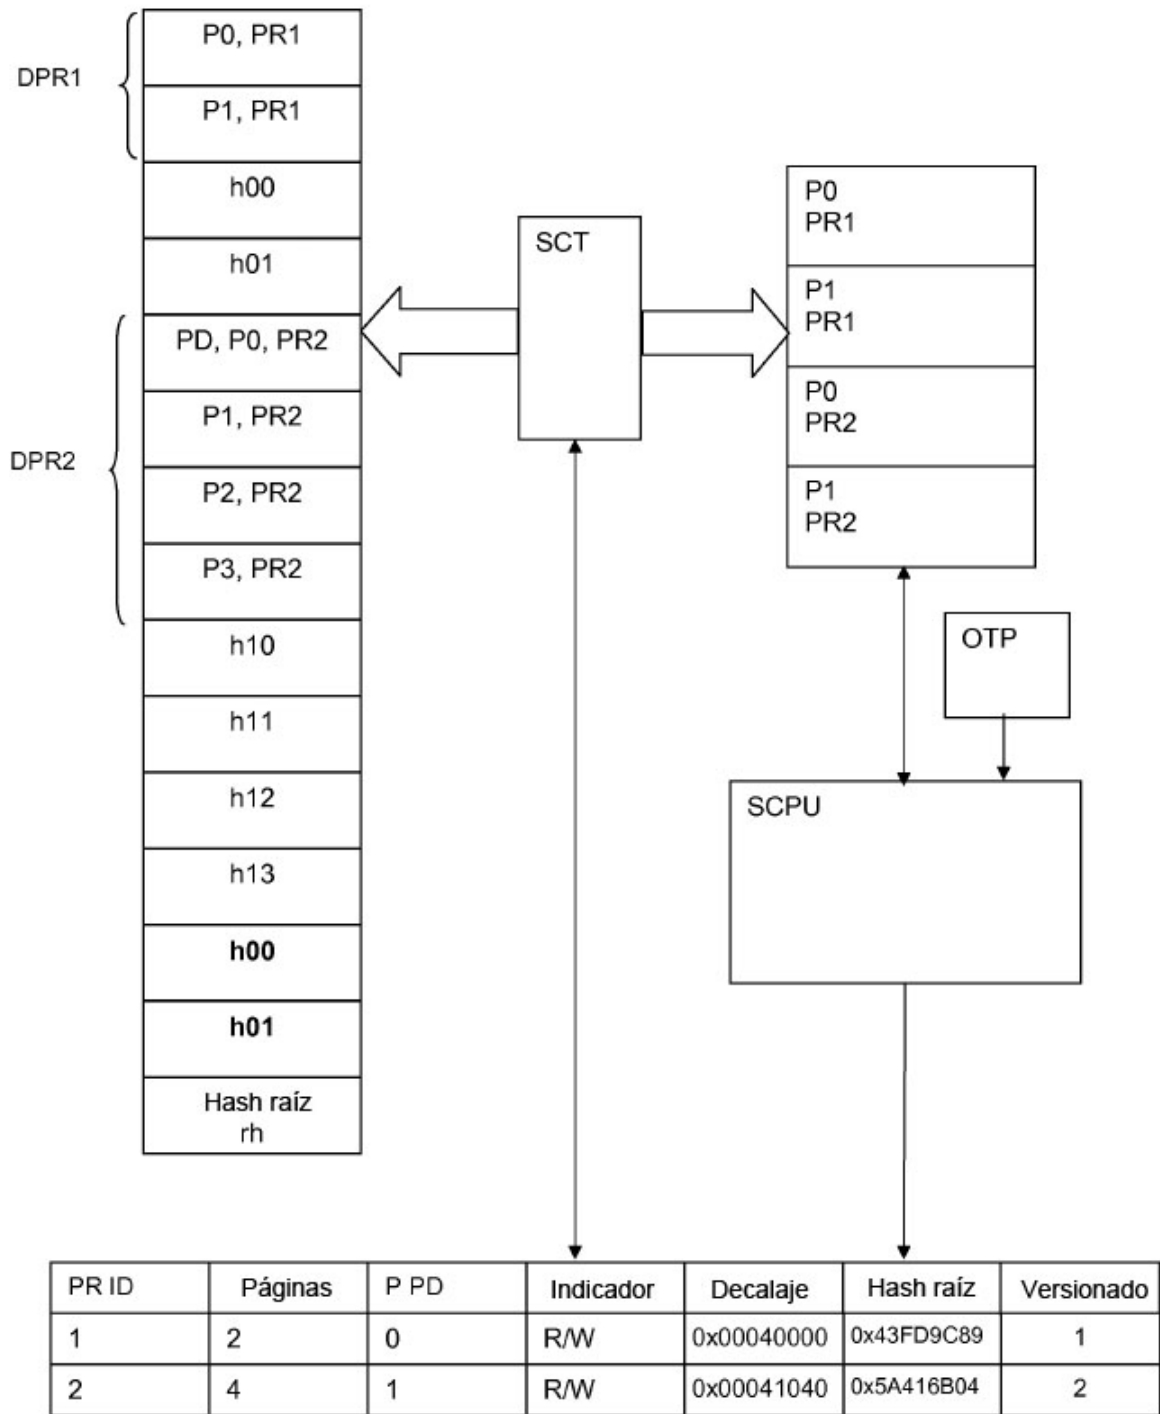 DPR1
P0, PR1
P1, PR1
h00
h01
DPR2
PD, P0, PR2
P1, PR2
P2, PR2
P3, PR2
h10
h11
h12
h13
h00
h01
Hash raíz
rh
SCT
P0
PR1
P1
PR1
P0
PR2
P1
PR2
OTP
SCPU
PR ID Páginas P PD Indicador Decalaje Hash raíz Versionado
1 2 0 R/W 0x00040000 0x43FD9C89 1
2 4 1 R/W 0x00041040 0x5A416B04 2